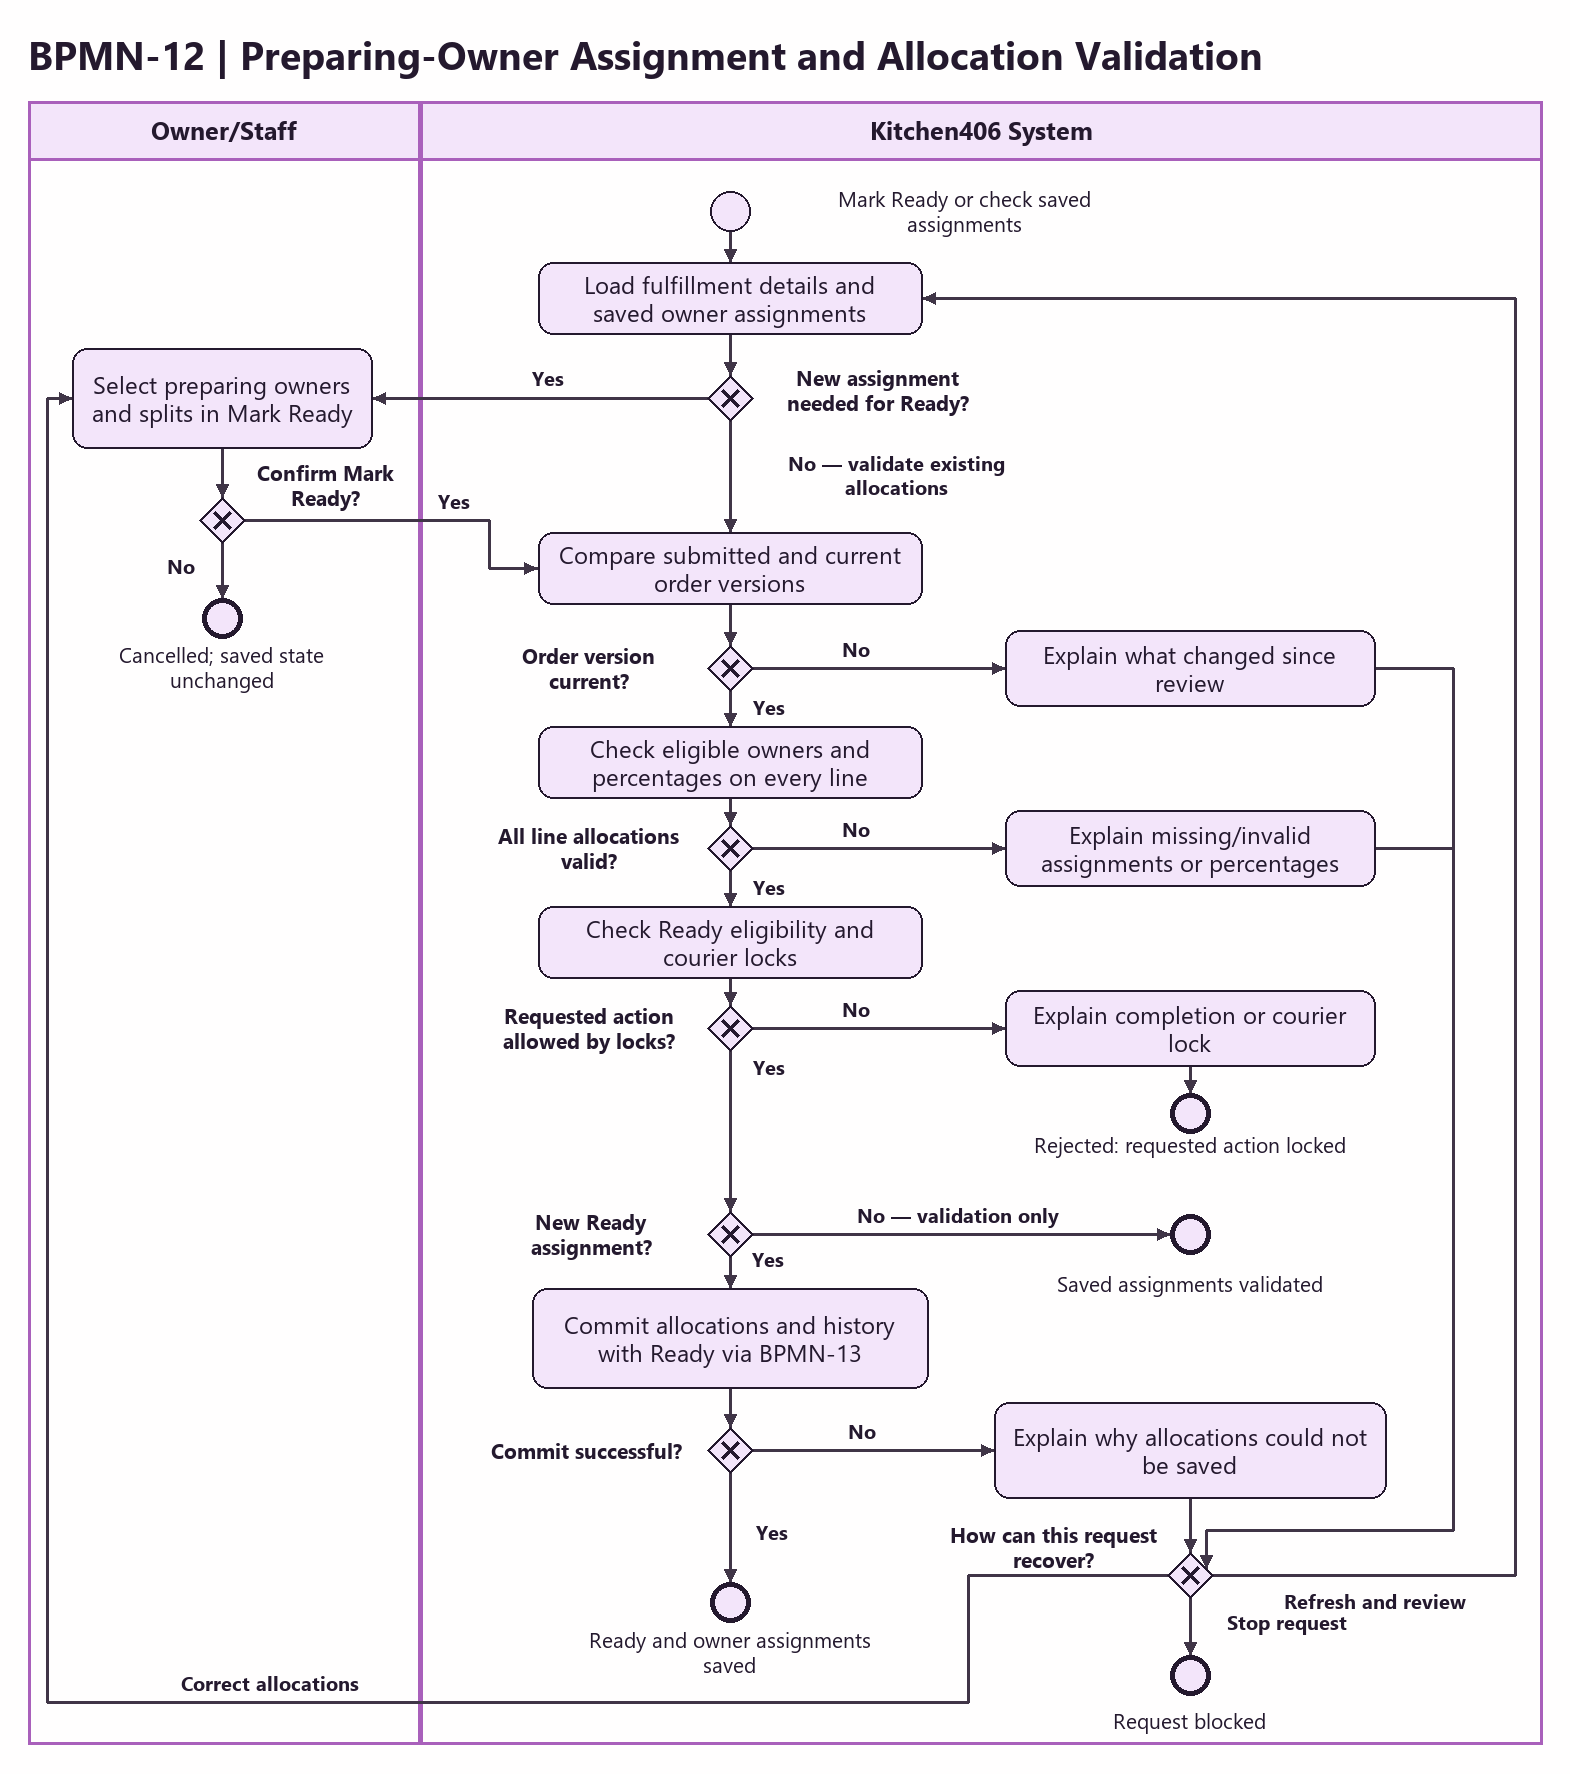 BPMN-12 | Preparing-Owner Assignment and Allocation Validation
Owner/Staff
Kitchen406 System
Mark Ready or check saved
assignments
Load fulfillment details and
saved owner assignments
New assignment
needed for Ready?
Yes
Select preparing owners
and splits in Mark Ready
No — validate existing
allocations
Confirm Mark
Ready?
Yes
No
Cancelled; saved state
unchanged
Compare submitted and current
order versions
Order version
current?
No
Explain what changed since
review
Yes
Check eligible owners and
percentages on every line
All line allocations
valid?
No
Explain missing/invalid
assignments or percentages
Yes
Check Ready eligibility and
courier locks
Requested action
allowed by locks?
No
Explain completion or courier
lock
Yes
Rejected: requested action locked
New Ready
assignment?
No — validation only
Saved assignments validated
Yes
Commit allocations and history
with Ready via BPMN-13
Commit successful?
No
Explain why allocations could not
be saved
Yes
How can this request
recover?
Refresh and review
Stop request
Ready and owner assignments
saved
Correct allocations
Request blocked